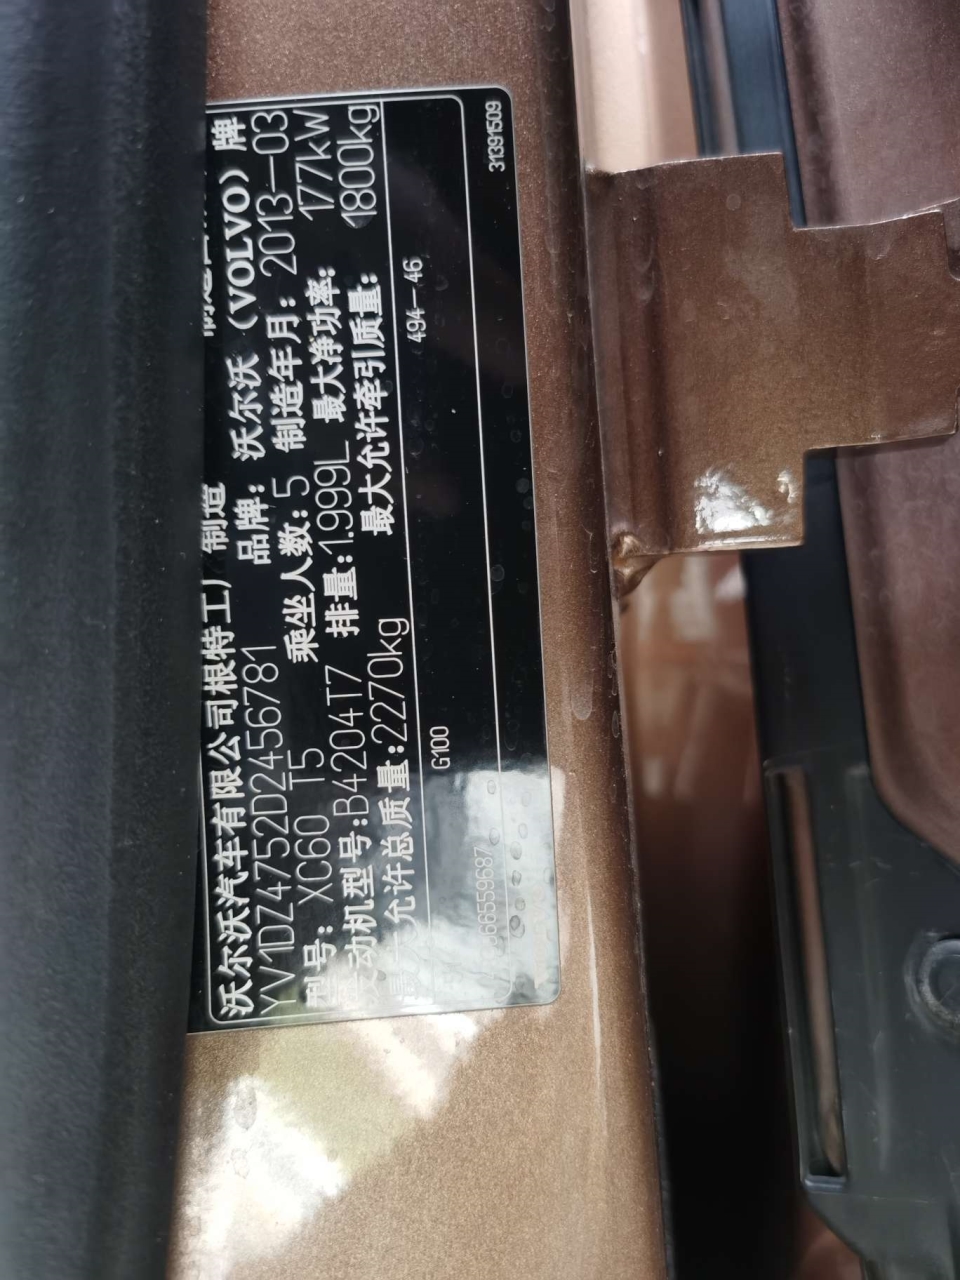 沃尔沃汽车有限公司根特工厂制造
YV1DZ4752D2456781 品牌：沃尔沃（VOLVO）牌
型号：XC60 T5 乘坐人数：5 制造年月：2013-03
发动机型号：B4204T7 排量：1.999L 最大净功率：177kW
最大允许总质量：2270kg 最大允许牵引质量：1800kg
G100 494-46
366559687 31391509